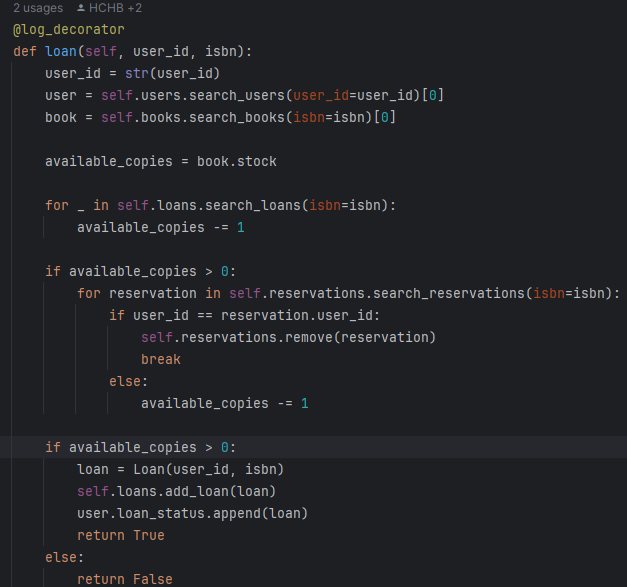 2 usages HCHB +2
@log_decorator
def loan(self, user_id, isbn):
    user_id = str(user_id)
    user = self.users.search_users(user_id=user_id)[0]
    book = self.books.search_books(isbn=isbn)[0]

    available_copies = book.stock

    for _ in self.loans.search_loans(isbn=isbn):
        available_copies -= 1

    if available_copies > 0:
        for reservation in self.reservations.search_reservations(isbn=isbn):
            if user_id == reservation.user_id:
                self.reservations.remove(reservation)
                break
            else:
                available_copies -= 1

    if available_copies > 0:
        loan = Loan(user_id, isbn)
        self.loans.add_loan(loan)
        user.loan_status.append(loan)
        return True
    else:
        return False